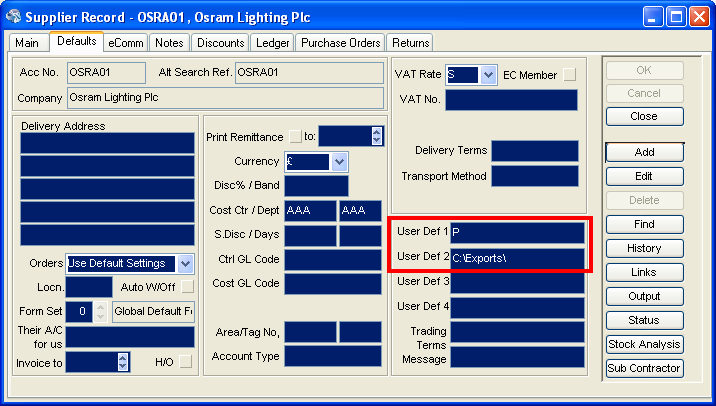 Supplier Record - OSRA01 , Osram Lighting Plc
Main Defaults eComm Notes Discounts Ledger Purchase Orders Returns
Acc No. OSRA01 Alt Search Ref. OSRA01
Company Osram Lighting Plc
VAT Rate S EC Member
VAT No.
Delivery Terms
Transport Method
Delivery Address
Orders Use Default Settings
Locn. Auto W/Off
Form Set 0 Global Default F
Their A/C
for us
Invoice to H/O
Print Remittance to:
Currency £
Disc% / Band
Cost Ctr / Dept AAA AAA
S.Disc / Days
Ctrl GL Code
Cost GL Code
Area/Tag No,
Account Type
User Def 1 P
User Def 2 C:\Exports\
User Def 3
User Def 4
Trading
Terms
Message
OK
Cancel
Close
Add
Edit
Delete
Find
History
Links
Output
Status
Stock Analysis
Sub Contractor